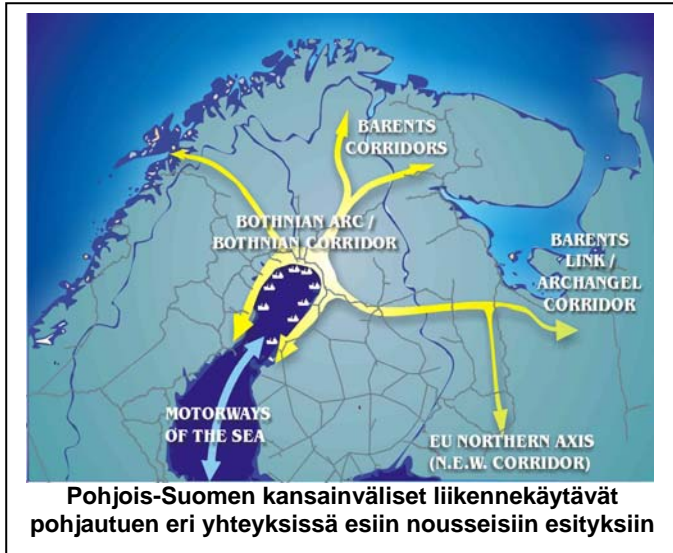 BARENTS
CORRIDORS
BOTHNIAN ARC /
BOTHNIAN CORRIDOR
BARENTS
LINK /
ARCHANGEL
CORRIDOR
MOTORWAYS
OF THE SEA
EU NORTHERN AXIS
(N.E.W. CORRIDOR)
Pohjois-Suomen kansainväliset liikennekäytävät
pohjautuen eri yhteyksissä esiin nousseisiin esityksiin